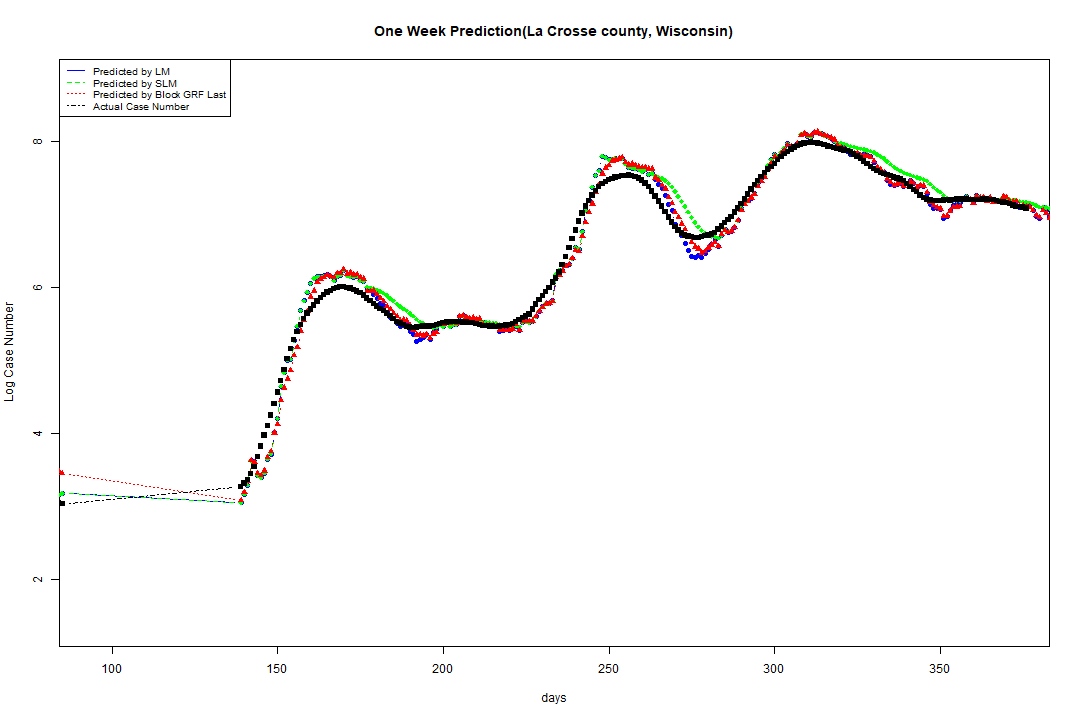 One Week Prediction(La Crosse county, Wisconsin)
Predicted by LM
Predicted by SLM
Predicted by Block GRF Last
Actual Case Number
8
6
4
2
Log Case Number
100 150 200 250 300 350
days